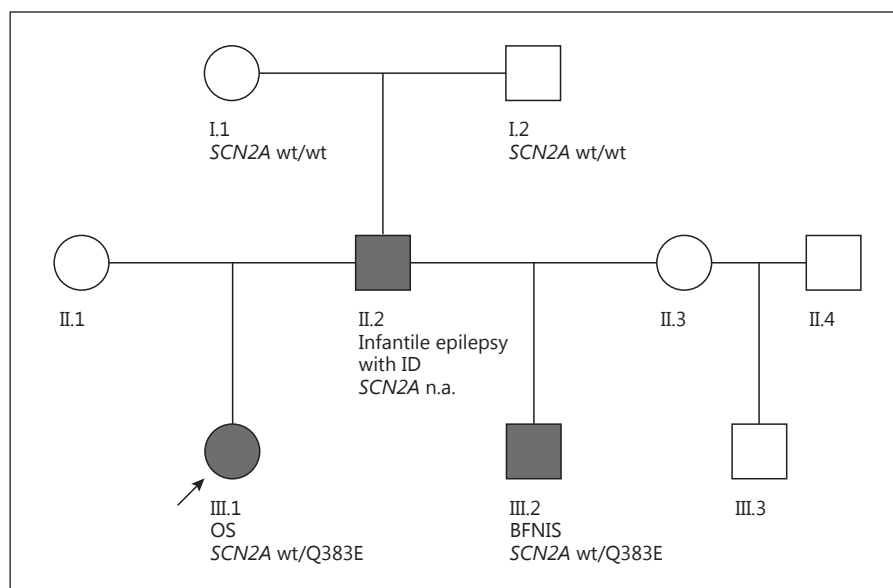 I.1
SCN2A wt/wt
I.2
SCN2A wt/wt
II.1
II.2
Infantile epilepsy
with ID
SCN2A n.a.
II.3
II.4
III.1
OS
SCN2A wt/Q383E
III.2
BFNIS
SCN2A wt/Q383E
III.3